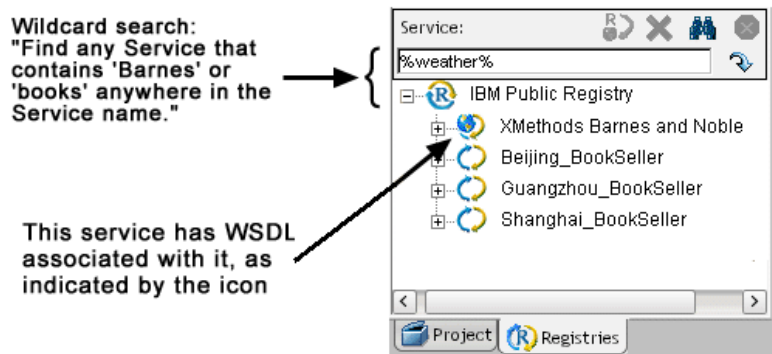 Wildcard search:
"Find any Service that
contains 'Barnes' or
'books' anywhere in the
Service name."
This service has WSDL
associated with it, as
indicated by the icon
Service:
%weather%
IBM Public Registry
XMethods Barnes and Noble
Beijing_BookSeller
Guangzhou_BookSeller
Shanghai_BookSeller
Project
Registries